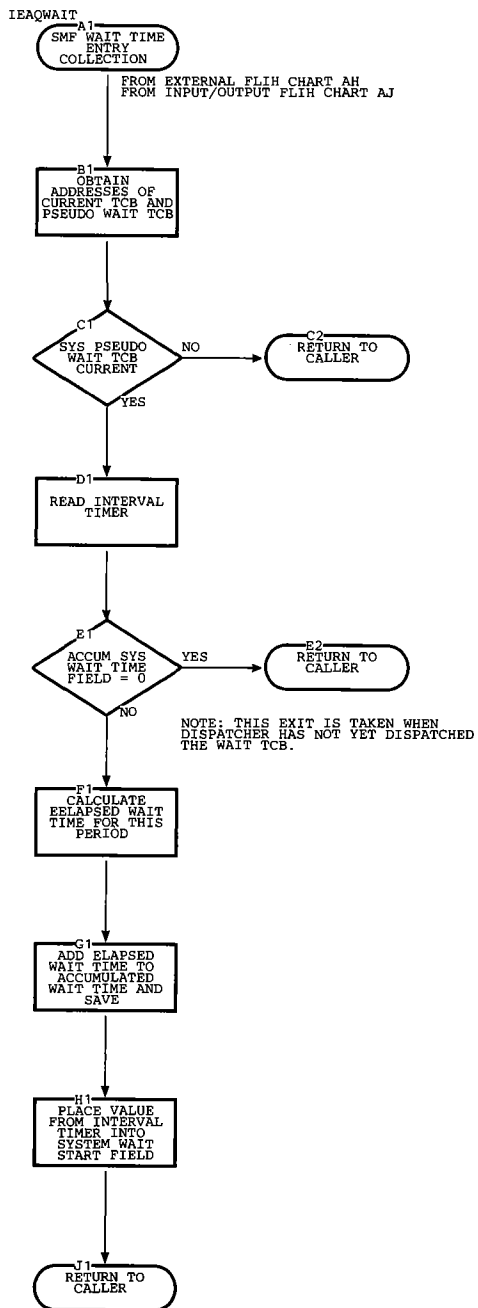 IEAQWAIT
A1
SMF WAIT TIME
ENTRY
COLLECTION
FROM EXTERNAL FLIH CHART AH
FROM INPUT/OUTPUT FLIH CHART AJ
B1
OBTAIN
ADDRESSES OF
CURRENT TCB AND
PSEUDO WAIT TCB
C1
SYS PSEUDO
WAIT TCB
CURRENT
NO
C2
RETURN TO
CALLER
YES
D1
READ INTERVAL
TIMER
E1
ACCUM SYS
WAIT TIME
FIELD = 0
YES
E2
RETURN TO
CALLER
NO
NOTE: THIS EXIT IS TAKEN WHEN
DISPATCHER HAS NOT YET DISPATCHED
THE WAIT TCB.
F1
CALCULATE
EELAPSED WAIT
TIME FOR THIS
PERIOD
G1
ADD ELAPSED
WAIT TIME TO
ACCUMULATED
WAIT TIME AND
SAVE
H1
PLACE VALUE
FROM INTERVAL
TIMER INTO
SYSTEM WAIT
START FIELD
J1
RETURN TO
CALLER